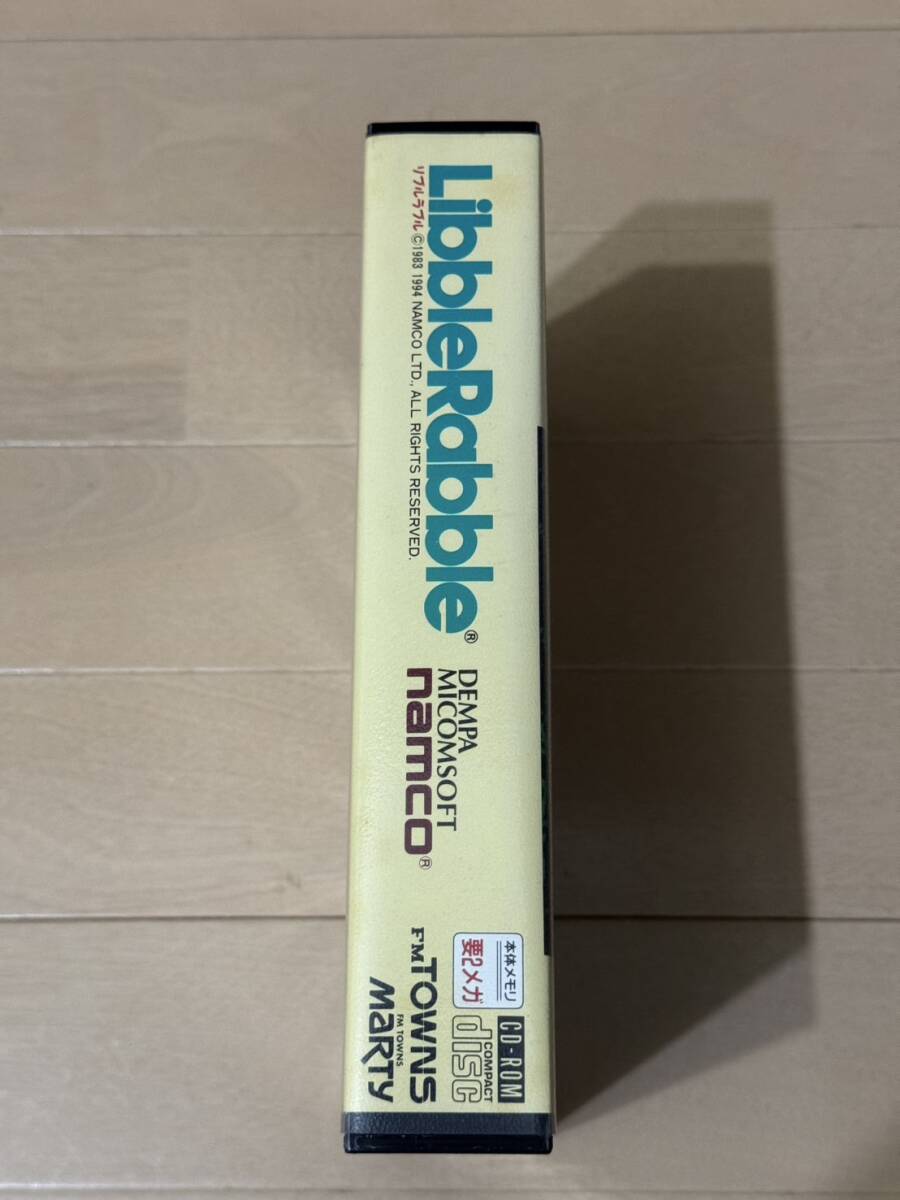 LibbleRabble®
リブルラブル ©1983 1994 NAMCO LTD., ALL RIGHTS RESERVED.
DEMPA
MICOMSOFT
namco®
本体メモリ
要2メガ
CD-ROM
COMPACT
disc
FM TOWNS
FM TOWNS
MARTY